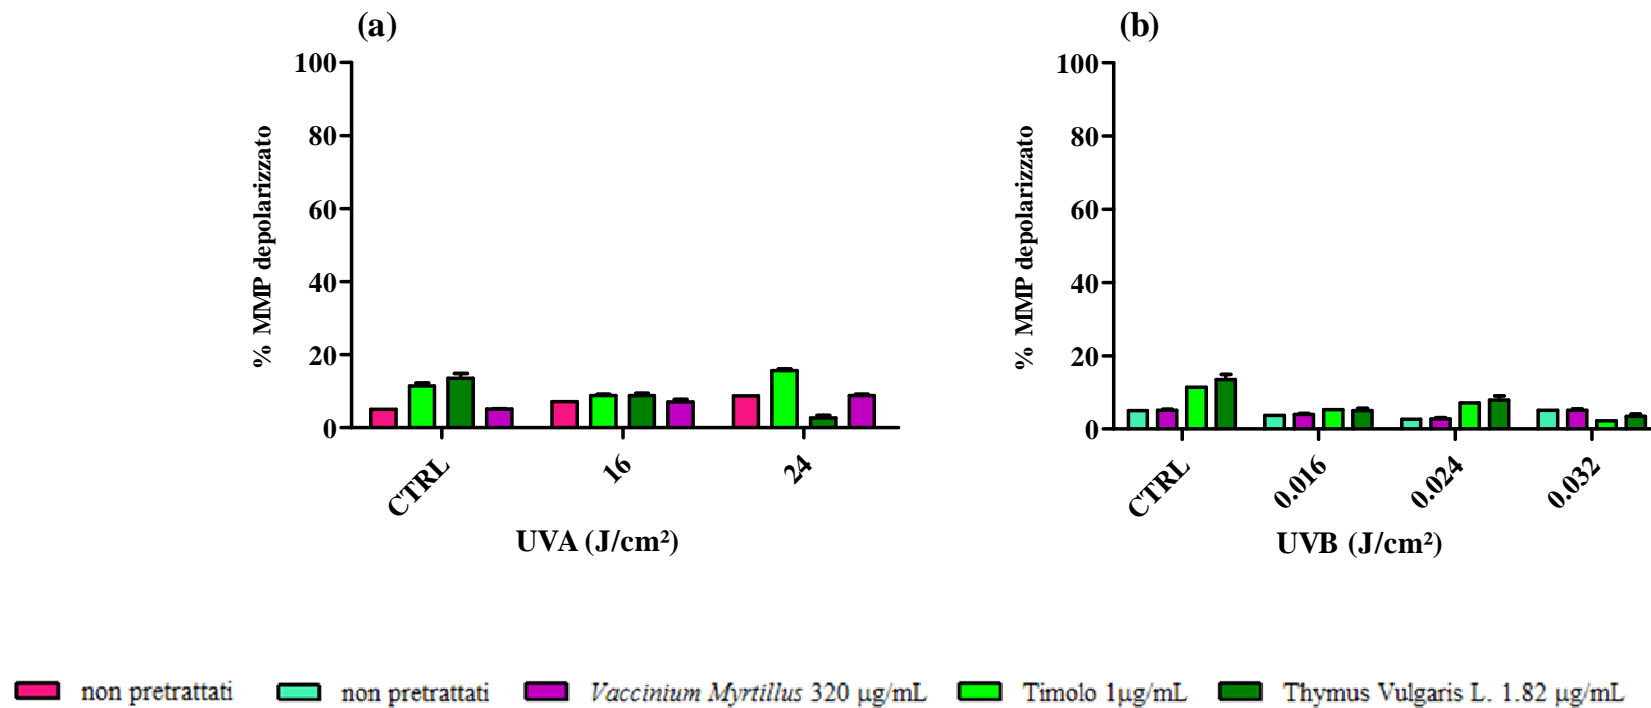 (a)
% MMP depolarizzato
100
80
60
40
20
0
CTRL
16
24
UVA (J/cm²)
(b)
% MMP depolarizzato
100
80
60
40
20
0
CTRL
0.016
0.024
0.032
UVB (J/cm²)
non pretrattati
non pretrattati
Vaccinium Myrtillus 320 μg/mL
Timolo 1μg/mL
Thymus Vulgaris L. 1.82 μg/mL